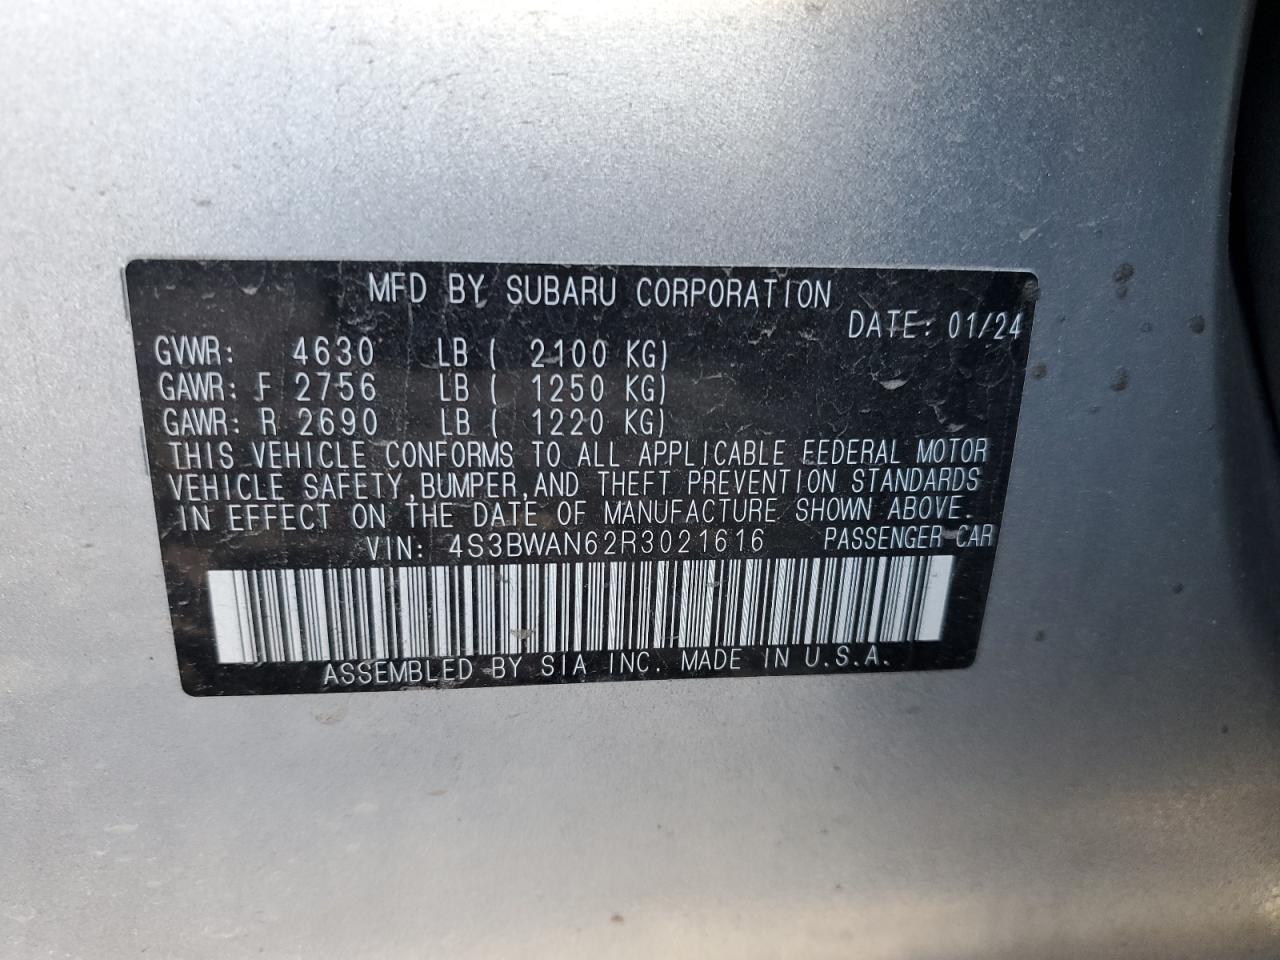 MFD BY SUBARU CORPORATION
DATE: 01/24
GVWR: 4630 LB ( 2100 KG)
GAWR: F 2756 LB ( 1250 KG)
GAWR: R 2690 LB ( 1220 KG)
THIS VEHICLE CONFORMS TO ALL APPLICABLE FEDERAL MOTOR
VEHICLE SAFETY, BUMPER, AND THEFT PREVENTION STANDARDS
IN EFFECT ON THE DATE OF MANUFACTURE SHOWN ABOVE.
VIN: 4S3BWAN62R3021616 PASSENGER CAR
ASSEMBLED BY SIA INC. MADE IN U.S.A.